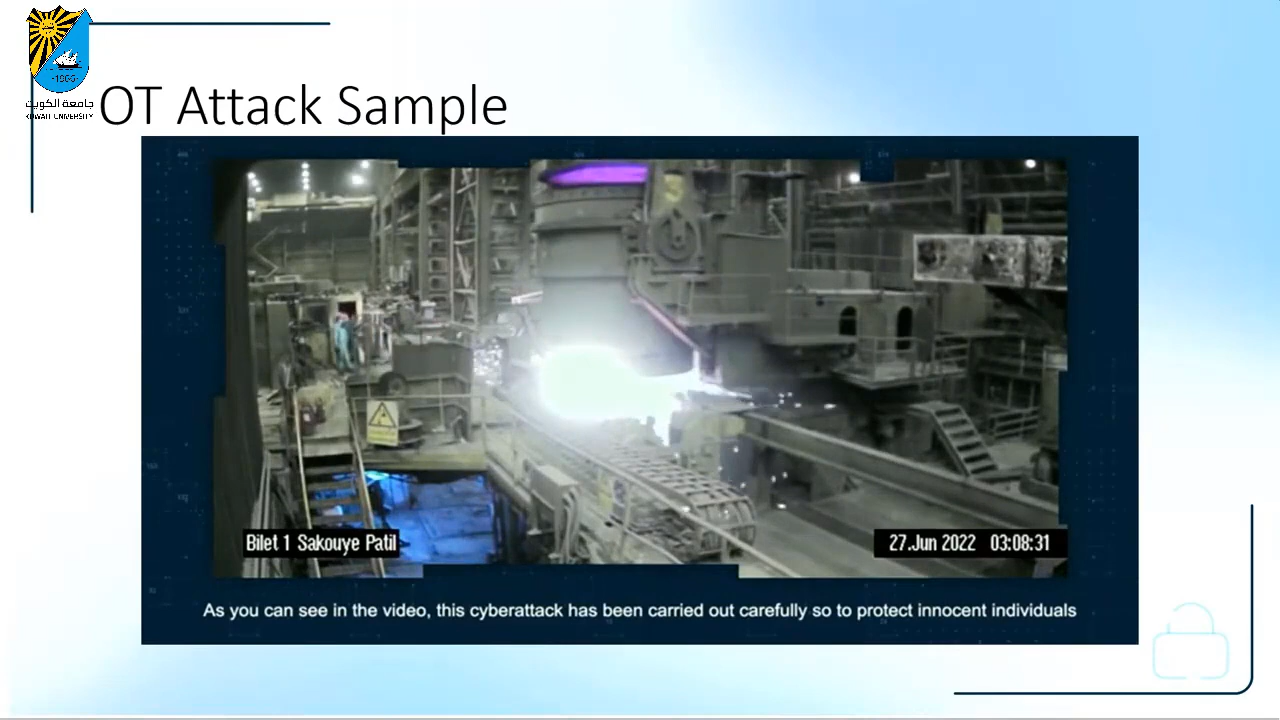 -1966-
جامعة الكويت
KUWAIT UNIVERSITY
OT Attack Sample
Bilet 1 Sakouye Patil
27.Jun 2022 03:08:31
As you can see in the video, this cyberattack has been carried out carefully so to protect innocent individuals